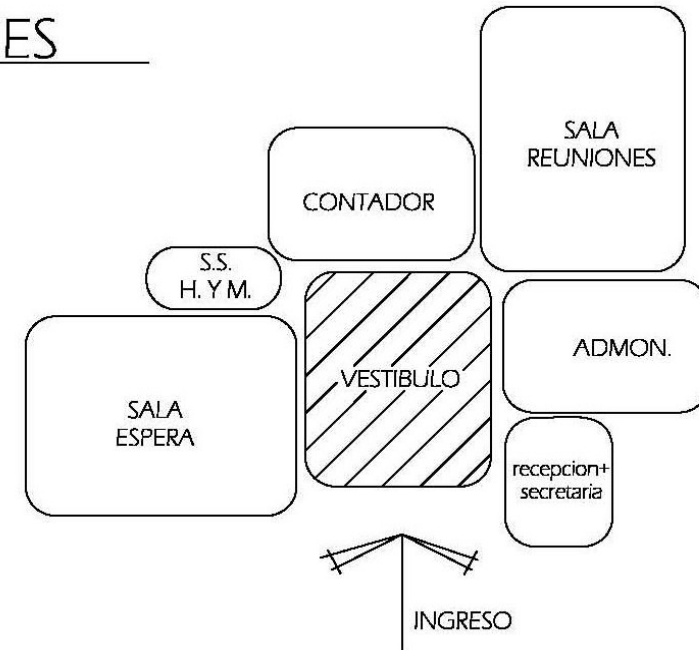 ES
SALA
REUNIONES
CONTADOR
S.S.
H. Y M.
ADMON.
VESTIBULO
SALA
ESPERA
recepcion+
secretaria
INGRESO